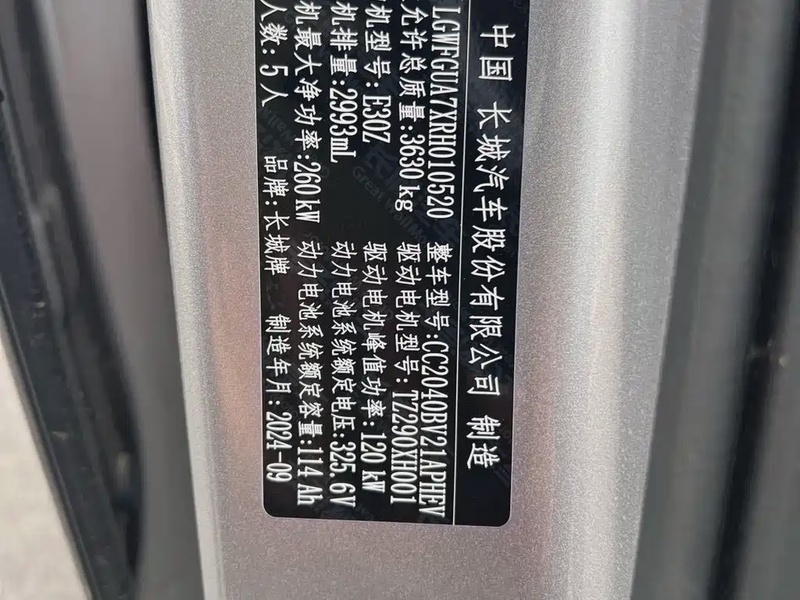 中国 长城汽车股份有限公司 制造
LGWFGUA7XRH010520 整车型号:CC2040BV21APHEV
允许总质量:3630 kg 驱动电机型号:TZ290XH001
机型号:E30Z 驱动电机峰值功率:120 kW
机排量:2993mL 动力电池系统额定电压:325.6V
机最大净功率:260 kW 动力电池系统额定容量:114 Ah
人数:5人 品牌:长城牌 制造年月:2024-09